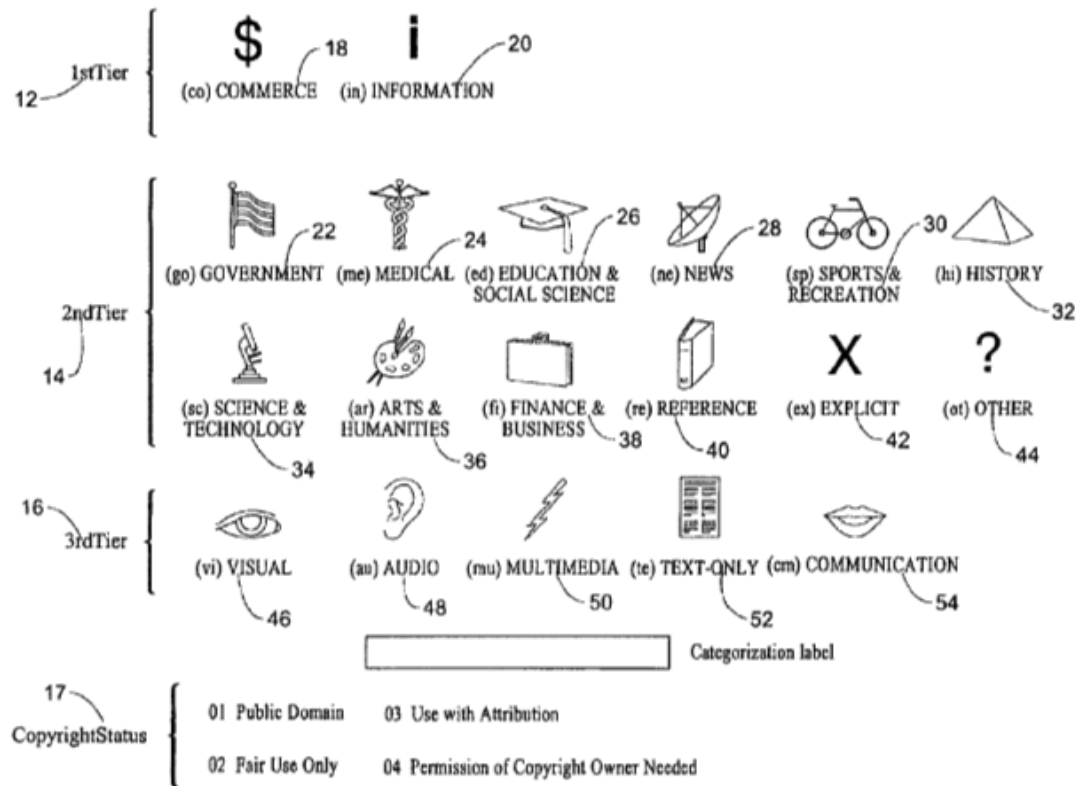 $ i
18 20
1stTier
12
(co) COMMERCE (in) INFORMATION
22 24 26 28 30
(go) GOVERNMENT (me) MEDICAL (ed) EDUCATION & SOCIAL SCIENCE (ne) NEWS (sp) SPORTS & RECREATION (hi) HISTORY
32
2ndTier
14
X ?
(sc) SCIENCE & TECHNOLOGY (ar) ARTS & HUMANITIES (fi) FINANCE & BUSINESS (re) REFERENCE (ex) EXPLICIT (ot) OTHER
34 36 38 40 42 44
16
3rdTier
(vi) VISUAL (au) AUDIO (mu) MULTIMEDIA (te) TEXT-ONLY (cm) COMMUNICATION
46 48 50 52 54
Categorization label
17
CopyrightStatus
01 Public Domain 03 Use with Attribution
02 Fair Use Only 04 Permission of Copyright Owner Needed